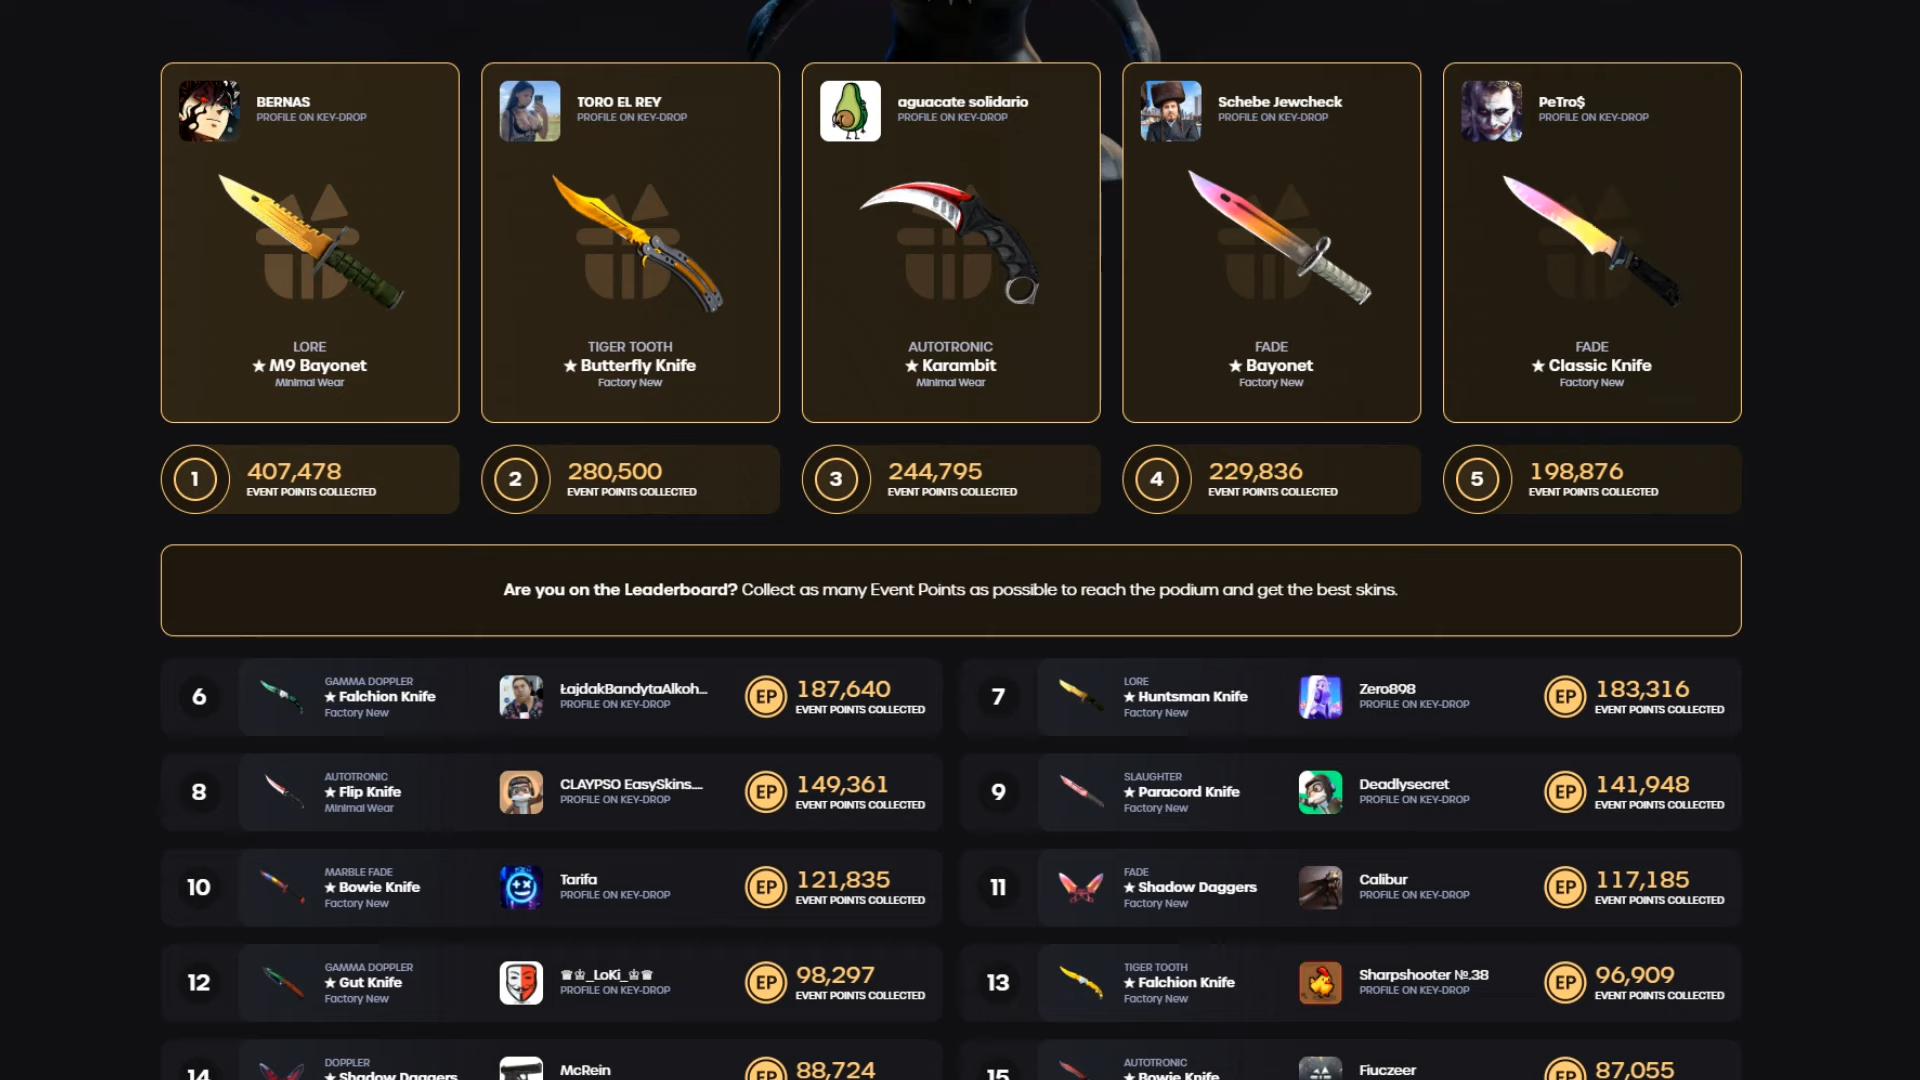 BERNAS
PROFILE ON KEY-DROP
LORE
★ M9 Bayonet
Minimal Wear
TORO EL REY
PROFILE ON KEY-DROP
TIGER TOOTH
★ Butterfly Knife
Factory New
aguacate solidario
PROFILE ON KEY-DROP
AUTOTRONIC
★ Karambit
Minimal Wear
Schebe Jewcheck
PROFILE ON KEY-DROP
FADE
★ Bayonet
Factory New
PeTro$
PROFILE ON KEY-DROP
FADE
★ Classic Knife
Factory New
1
407,478
EVENT POINTS COLLECTED
2
280,500
EVENT POINTS COLLECTED
3
244,795
EVENT POINTS COLLECTED
4
229,836
EVENT POINTS COLLECTED
5
198,876
EVENT POINTS COLLECTED
Are you on the Leaderboard? Collect as many Event Points as possible to reach the podium and get the best skins.
6
GAMMA DOPPLER
★ Falchion Knife
Factory New
ŁajdakBandytaAlkoh...
PROFILE ON KEY-DROP
EP
187,640
EVENT POINTS COLLECTED
7
LORE
★ Huntsman Knife
Factory New
Zero898
PROFILE ON KEY-DROP
EP
183,316
EVENT POINTS COLLECTED
8
AUTOTRONIC
★ Flip Knife
Minimal Wear
CLAYPSO EasySkins....
PROFILE ON KEY-DROP
EP
149,361
EVENT POINTS COLLECTED
9
SLAUGHTER
★ Paracord Knife
Factory New
Deadlysecret
PROFILE ON KEY-DROP
EP
141,948
EVENT POINTS COLLECTED
10
MARBLE FADE
★ Bowie Knife
Factory New
Tarifa
PROFILE ON KEY-DROP
EP
121,835
EVENT POINTS COLLECTED
11
FADE
★ Shadow Daggers
Factory New
Calibur
PROFILE ON KEY-DROP
EP
117,185
EVENT POINTS COLLECTED
12
GAMMA DOPPLER
★ Gut Knife
Factory New
♛♔_LoKi_♔♛
PROFILE ON KEY-DROP
EP
98,297
EVENT POINTS COLLECTED
13
TIGER TOOTH
★ Falchion Knife
Factory New
Sharpshooter №.38
PROFILE ON KEY-DROP
EP
96,909
EVENT POINTS COLLECTED
14
DOPPLER
★ Shadow Daggers
McRein
EP
88,724
15
AUTOTRONIC
★ Bowie Knife
Fiuczeer
EP
87,055